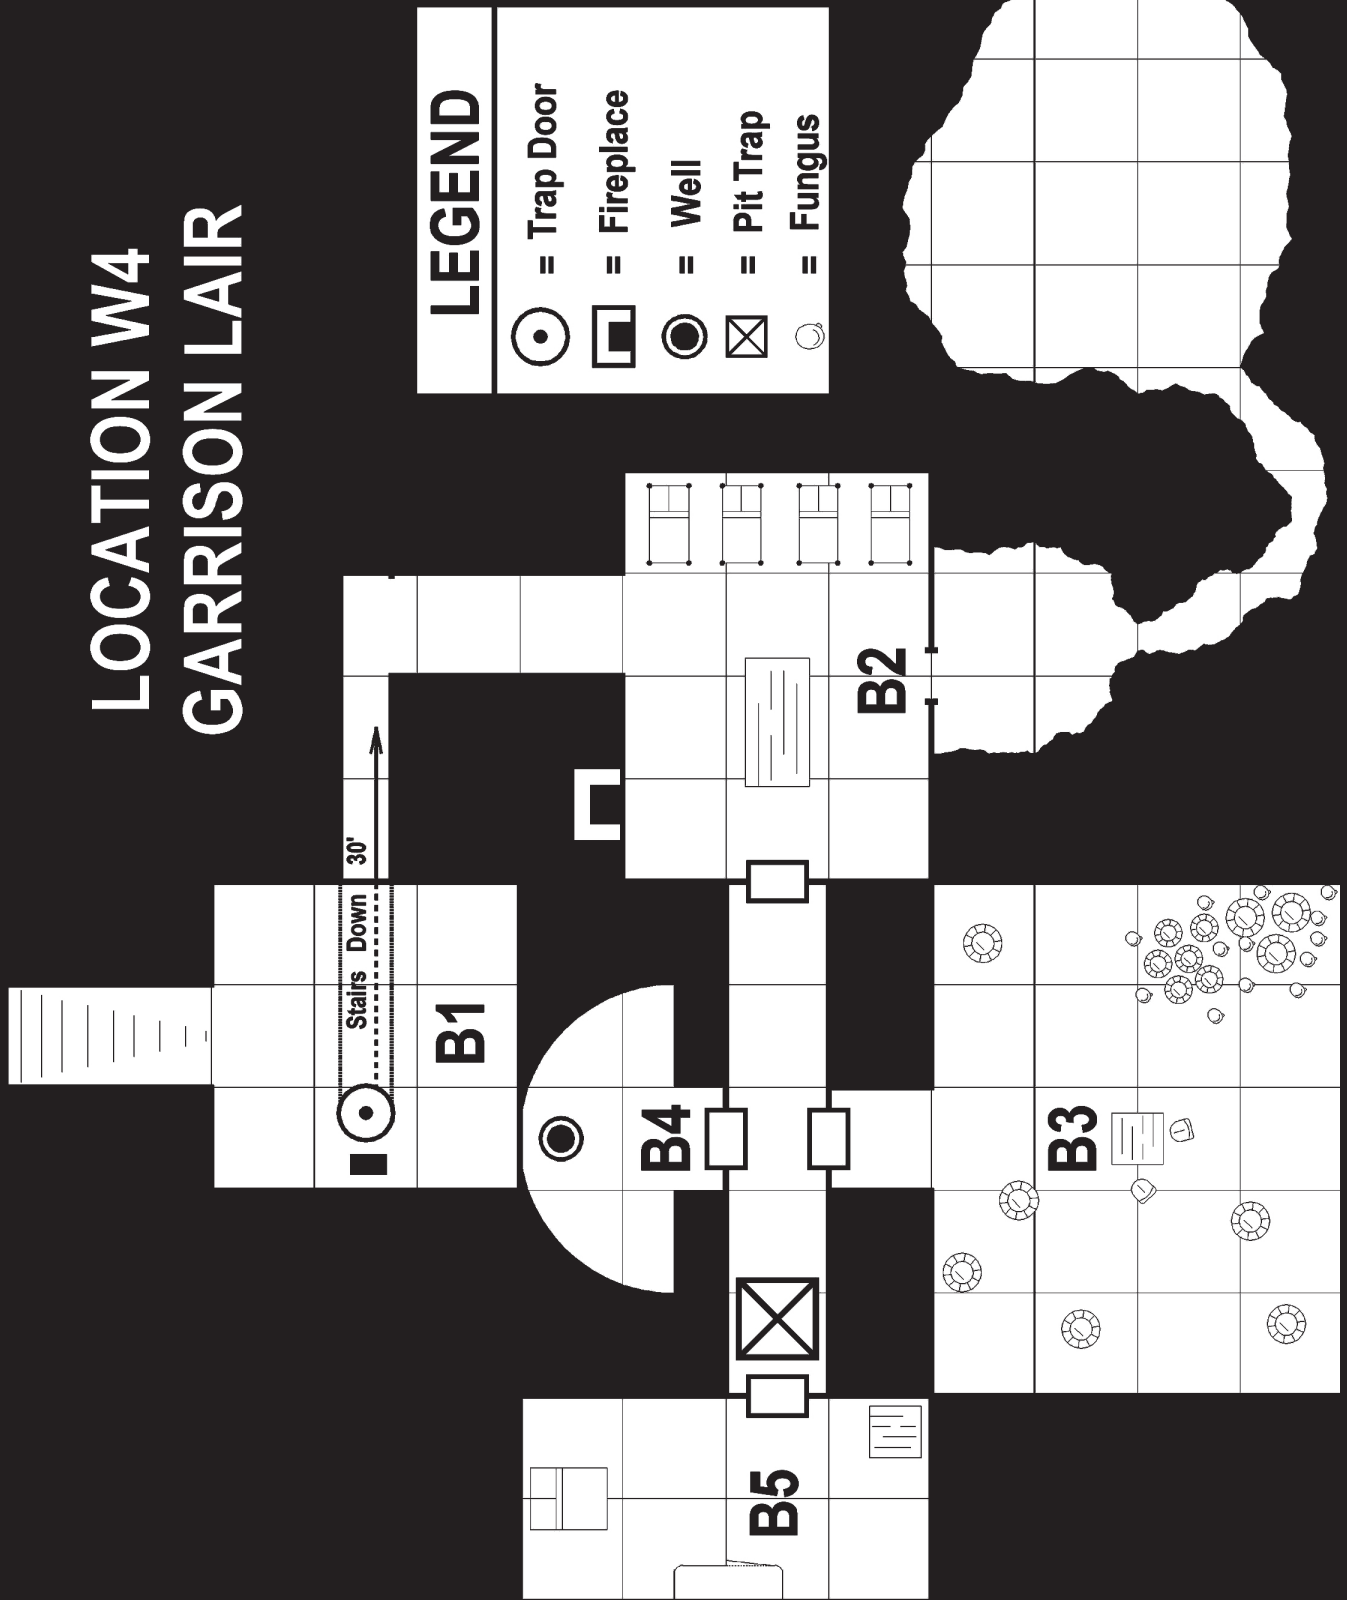 LOCATION W4
GARRISON LAIR
LEGEND
= Trap Door
= Fireplace
= Well
= Pit Trap
= Fungus
Stairs Down 30'
B1
B2
B4
B3
B5